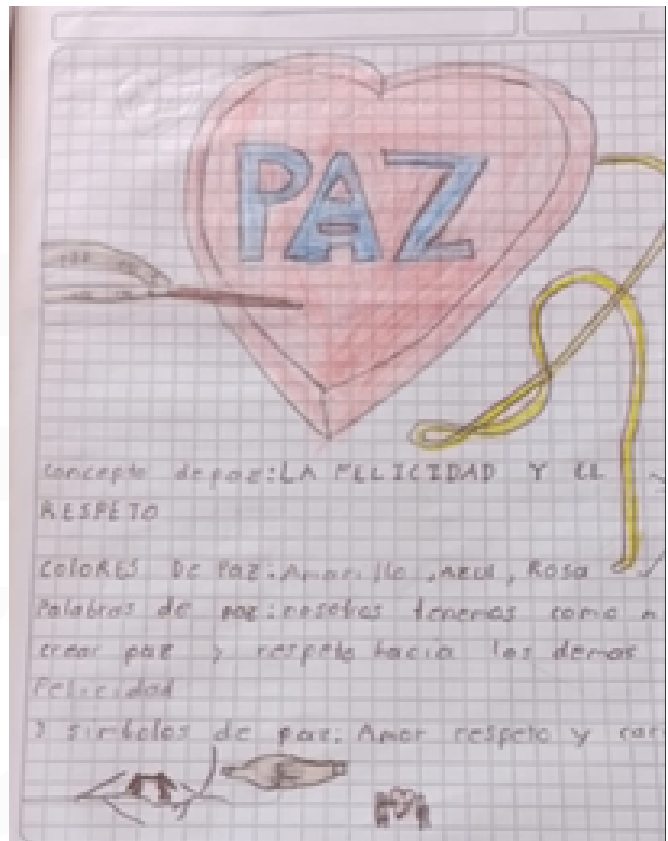 PAZ
concepto de paz: LA FELICIDAD Y EL
RESPETO
COLORES DE PAZ: Amarillo, AZUL, ROSA
Palabras de paz: nosotros tenemos como
crear paz y respeto hacia los demas
Felicidad
3 simbolos de paz: Amor respeto y